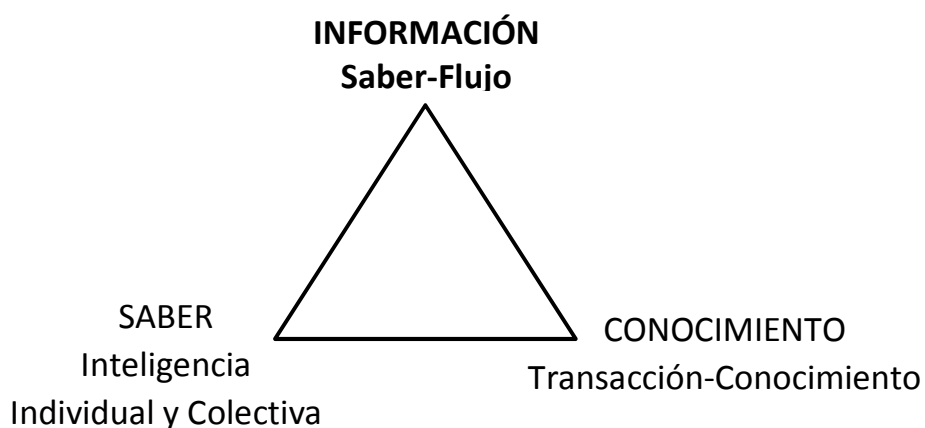 INFORMACIÓN
Saber-Flujo
SABER
Inteligencia
Individual y Colectiva
CONOCIMIENTO
Transacción-Conocimiento